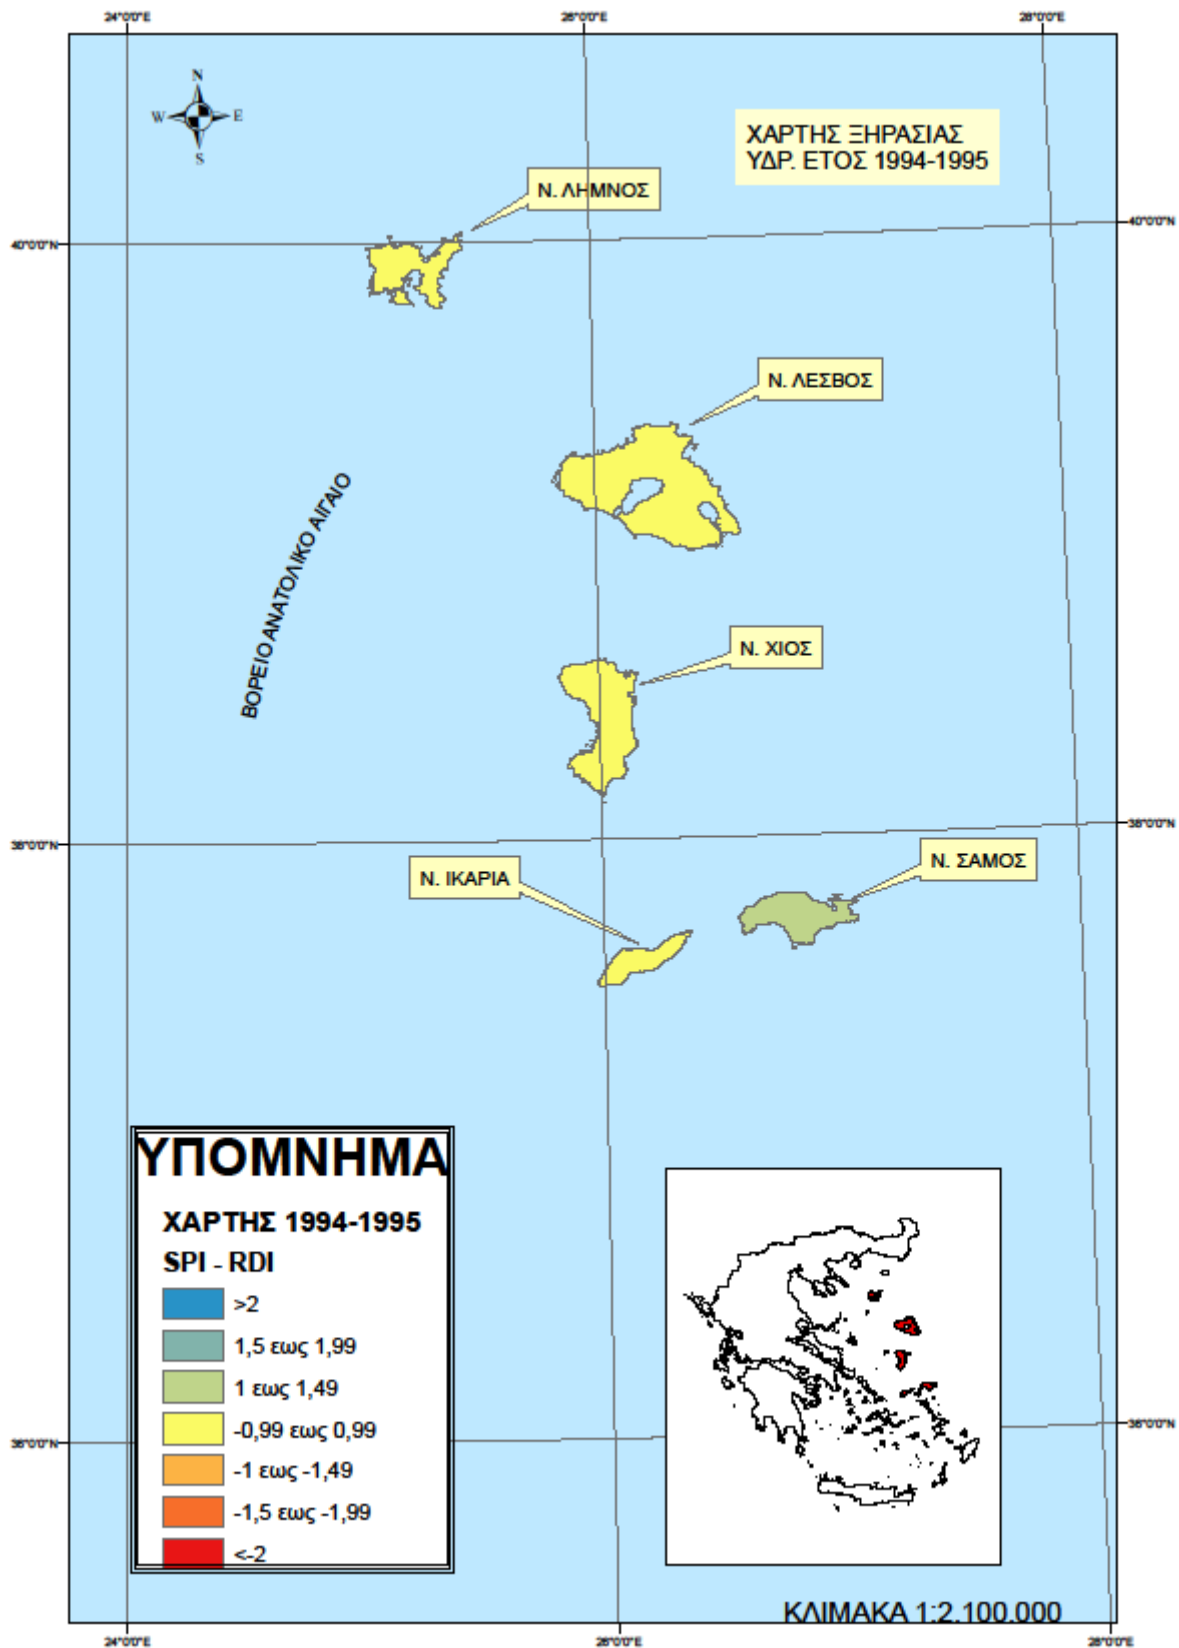 24°0'0"E
26°0'0"E
28°0'0"E
N
W
E
S
ΧΑΡΤΗΣ ΞΗΡΑΣΙΑΣ
ΥΔΡ. ΕΤΟΣ 1994-1995
Ν. ΛΗΜΝΟΣ
40°0'0"N
40°0'0"N
Ν. ΛΕΣΒΟΣ
ΒΟΡΕΙΟ ΑΝΑΤΟΛΙΚΟ ΑΙΓΑΙΟ
Ν. ΧΙΟΣ
38°0'0"N
38°0'0"N
Ν. ΙΚΑΡΙΑ
Ν. ΣΑΜΟΣ
ΥΠΟΜΝΗΜΑ
ΧΑΡΤΗΣ 1994-1995
SPI - RDI
>2
1,5 εως 1,99
1 εως 1,49
-0,99 εως 0,99
-1 εως -1,49
-1,5 εως -1,99
<-2
36°0'0"N
36°0'0"N
ΚΛΙΜΑΚΑ 1:2.100.000
24°0'0"E
26°0'0"E
28°0'0"E